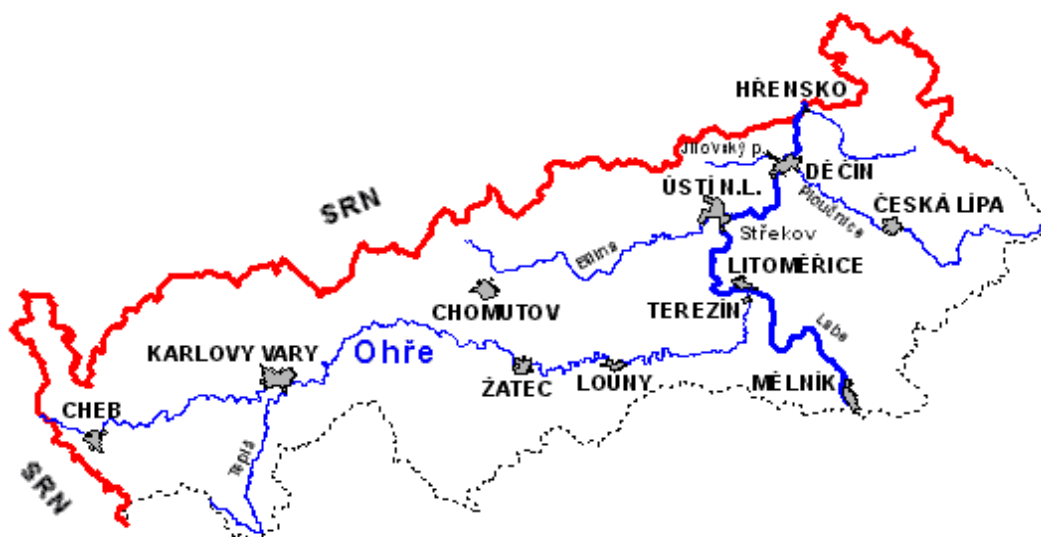 HŘENSKO
Jílovský p.
DĚČÍN
ÚSTÍ N.L.
Ploučnice
ČESKÁ LÍPA
SRN
Střekov
Bílina
LITOMĚŘICE
CHOMUTOV
TEREZÍN
Labe
KARLOVY VARY
Ohře
ŽATEC
LOUNY
MĚLNÍK
CHEB
Teplá
SRN